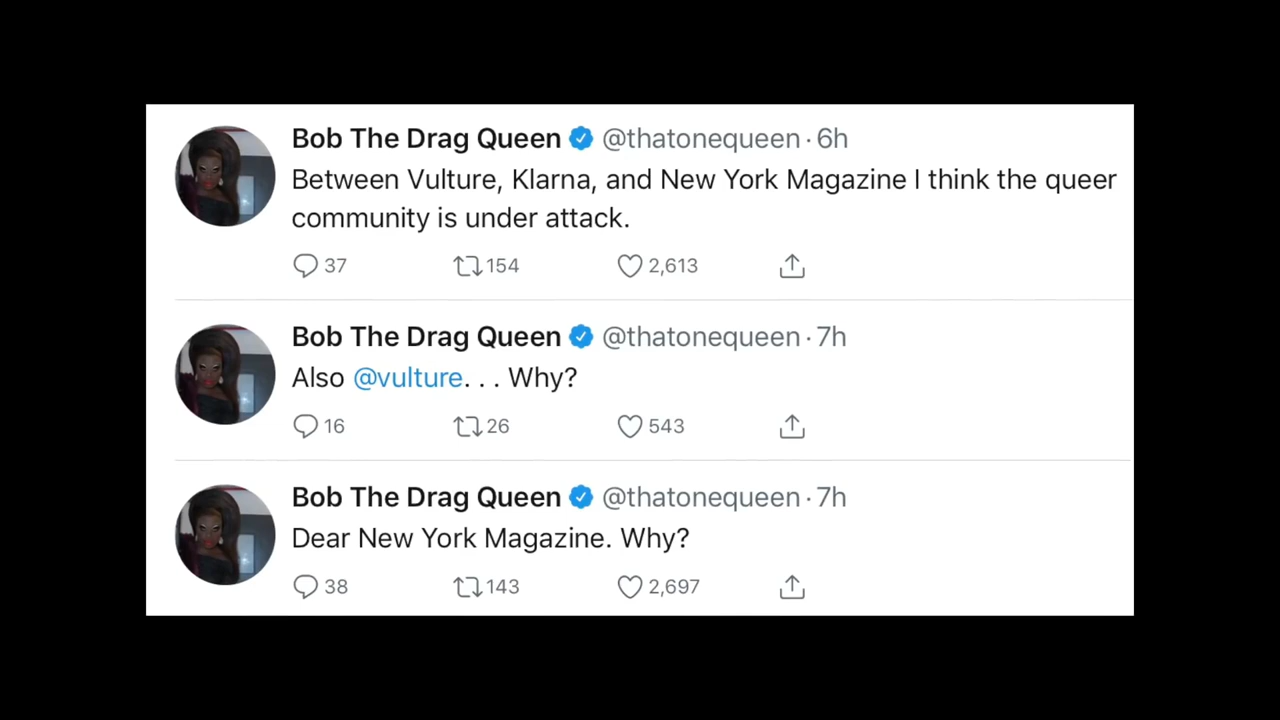 Bob The Drag Queen @thatonequeen · 6h
Between Vulture, Klarna, and New York Magazine I think the queer
community is under attack.
37 154 2,613
Bob The Drag Queen @thatonequeen · 7h
Also @vulture. . . Why?
16 26 543
Bob The Drag Queen @thatonequeen · 7h
Dear New York Magazine. Why?
38 143 2,697